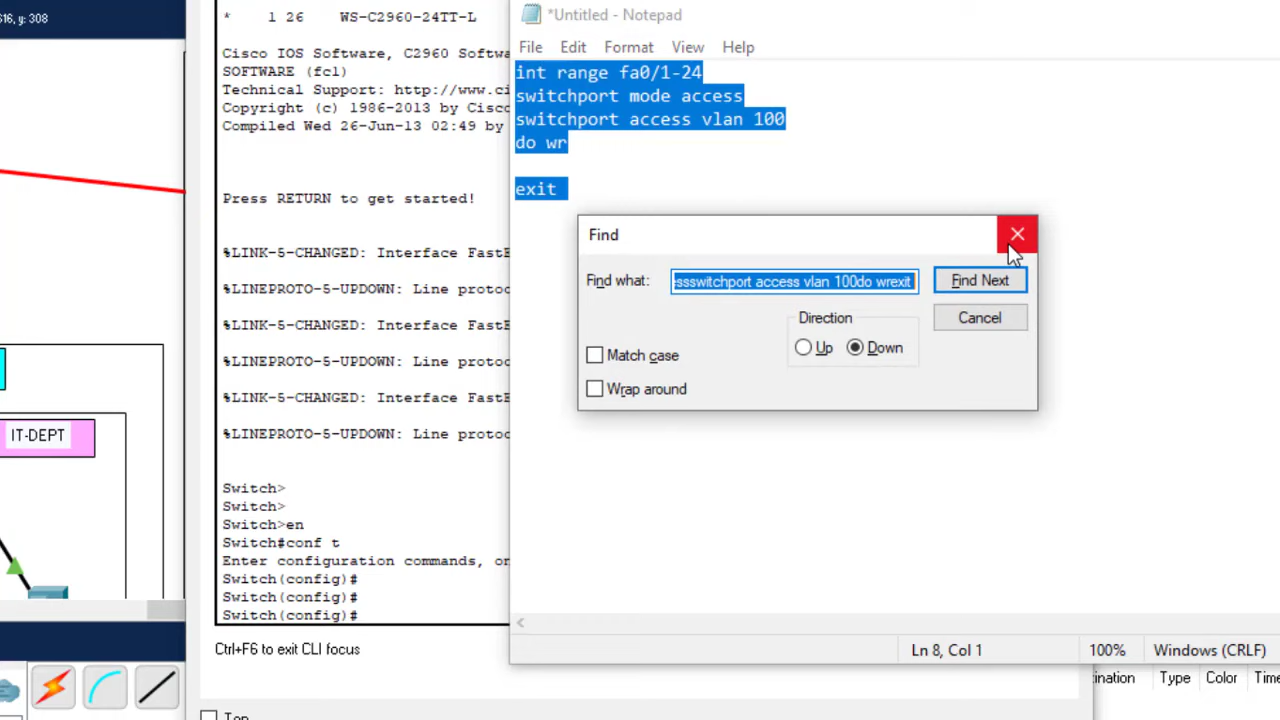 616, y: 308
* 1 26 WS-C2960-24TT-L
Cisco IOS Software, C2960 Softwa
SOFTWARE (fc1)
Technical Support: http://www.ci
Copyright (c) 1986-2013 by Cisco
Compiled Wed 26-Jun-13 02:49 by
Press RETURN to get started!
%LINK-5-CHANGED: Interface FastE
%LINEPROTO-5-UPDOWN: Line protoc
%LINK-5-CHANGED: Interface FastE
%LINEPROTO-5-UPDOWN: Line protoc
%LINK-5-CHANGED: Interface FastE
%LINEPROTO-5-UPDOWN: Line protoc
Switch>
Switch>
Switch>en
Switch#conf t
Enter configuration commands, on
Switch(config)#
Switch(config)#
Switch(config)#
Ctrl+F6 to exit CLI focus
Top
IT-DEPT
*Untitled - Notepad
File Edit Format View Help
int range fa0/1-24
switchport mode access
switchport access vlan 100
do wr
exit
Find
Find what: essswitchport access vlan 100do wrexit
Find Next
Direction
Cancel
Up Down
Match case
Wrap around
Ln 8, Col 1 100% Windows (CRLF)
ination Type Color Time